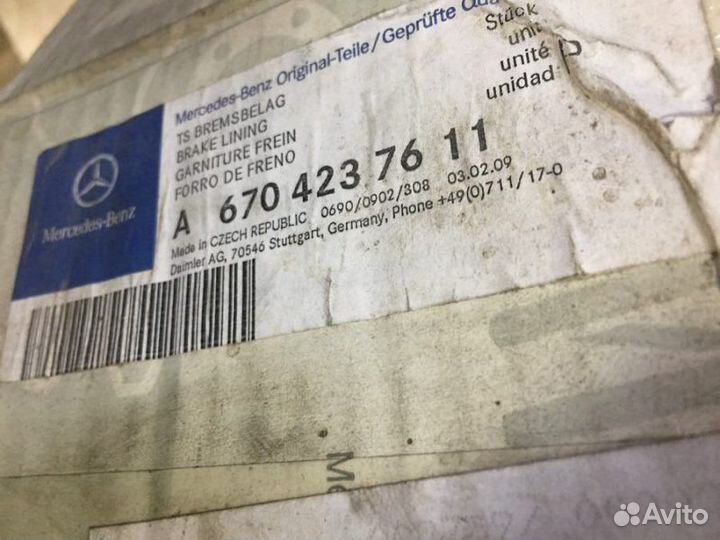 Mercedes-Benz Original-Teile/Geprüfte
TS BREMSBELAG
BRAKE LINING
GARNITURE FREIN
FORRO DE FRENO
Stück
unit
unité
unidad
A 670 423 76 11
Made in CZECH REPUBLIC 0690/0902/308 03.02.09
Daimler AG, 70546 Stuttgart, Germany, Phone +49(0)711/17-0
Mercedes-Benz
Avito